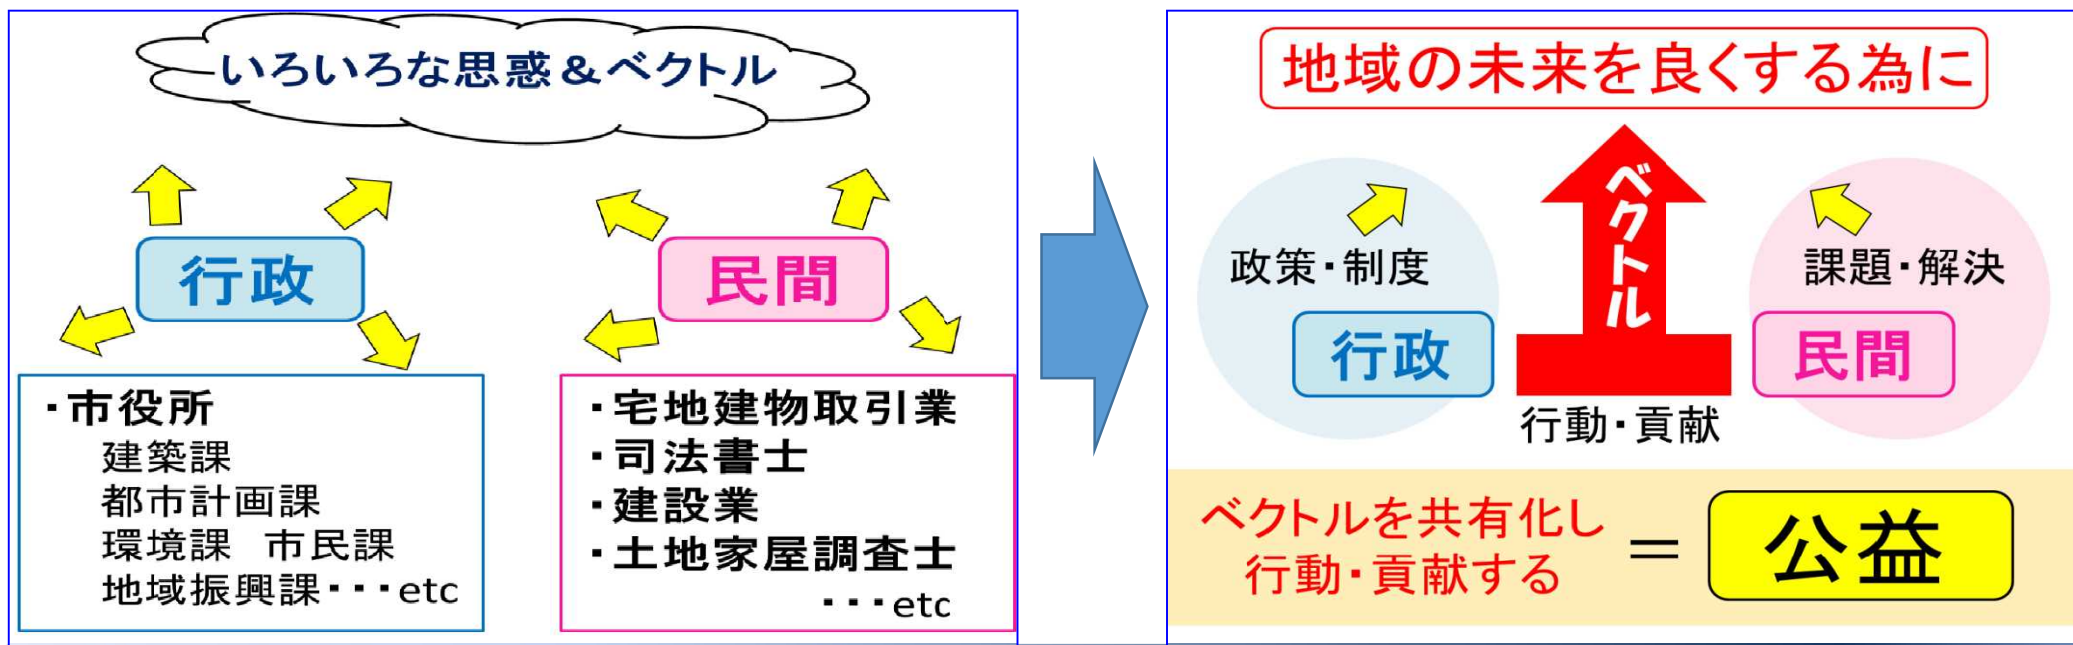 いろいろな思惑&ベクトル
行政
民間
・市役所
建築課
都市計画課
環境課 市民課
地域振興課・・・etc
・宅地建物取引業
・司法書士
・建設業
・土地家屋調査士
・・・etc
地域の未来を良くする為に
ベクトル
政策・制度
行政
課題・解決
民間
行動・貢献
ベクトルを共有化し
行動・貢献する
=
公益